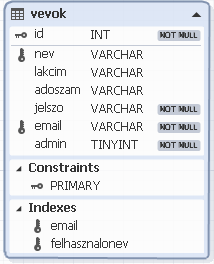 vevok
id INT NOT NULL
nev VARCHAR
lakcim VARCHAR
adoszam VARCHAR
jelszo VARCHAR NOT NULL
email VARCHAR NOT NULL
admin TINYINT NOT NULL
Constraints
PRIMARY
Indexes
email
felhasznalonev